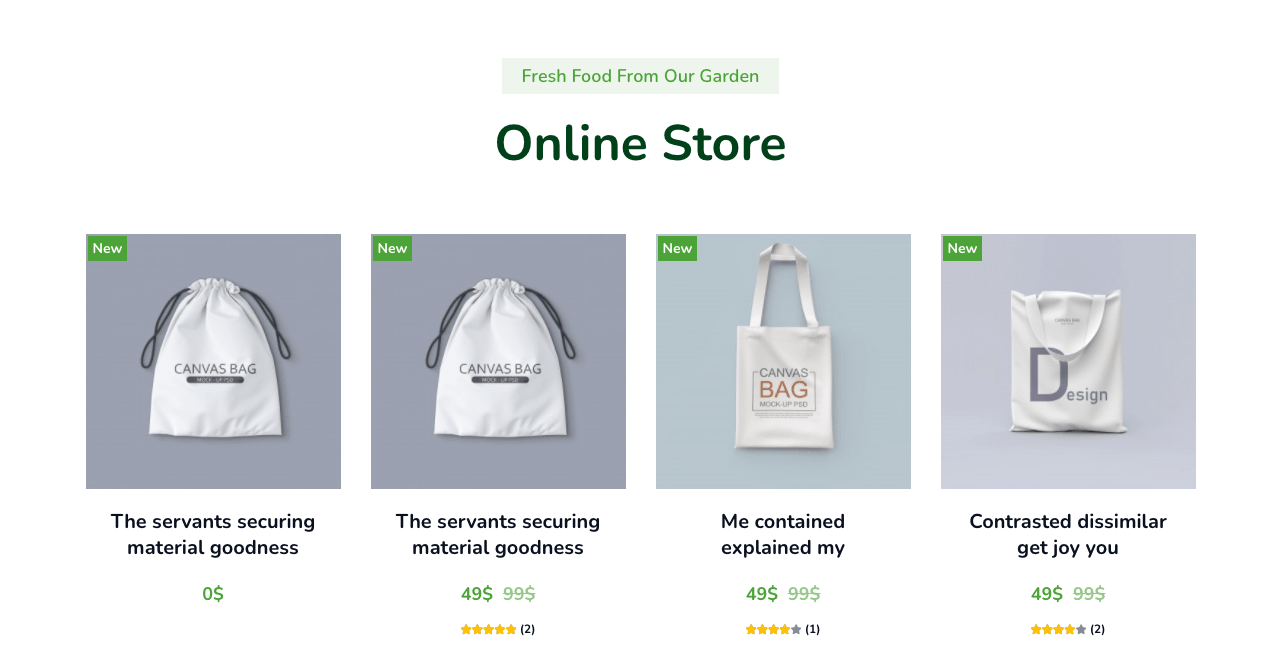 Fresh Food From Our Garden
Online Store
New
New
New
New
CANVAS BAG
MOCK - UP PSD
CANVAS BAG
MOCK - UP PSD
CANVAS
BAG
MOCK-UP PSD
CANVAS BAG
Design
The servants securing
material goodness
The servants securing
material goodness
Me contained
explained my
Contrasted dissimilar
get joy you
0$
49$ 99$
49$ 99$
49$ 99$
(2)
(1)
(2)